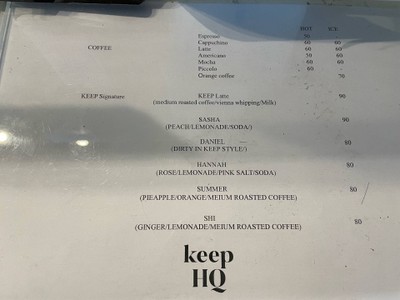 HOT ICE
COFFEE Espresso 50
Cappuchino 60 60
Latte 60 60
Americano 50 60
Mocha 60 60
Piccolo 60 -
Orange coffee 70
KEEP Signature KEEP Latte 90
(medium roasted coffee/vienna whipping/Milk)
SASHA 90
(PEACH/LEMONADE/SODA/)
DANIEL 80
(DIRTY IN KEEP STYLE/)
HANNAH 80
(ROSE/LEMONADE/PINK SALT/SODA)
SUMMER 80
(PIEAPPLE/ORANGE/MEIUM ROASTED COFFEE)
SHI 80
(GINGER/LEMONADE/MEIUM ROASTED COFFEE)
keep
HQ